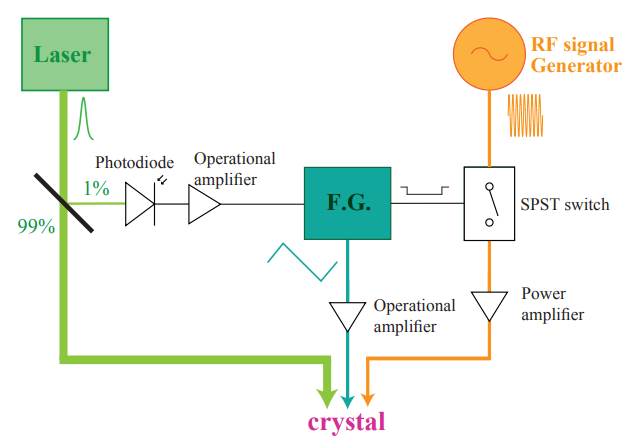 Laser
RF signal
Generator
Photodiode
Operational
amplifier
1%
99%
F.G.
SPST switch
Operational
amplifier
Power
amplifier
crystal